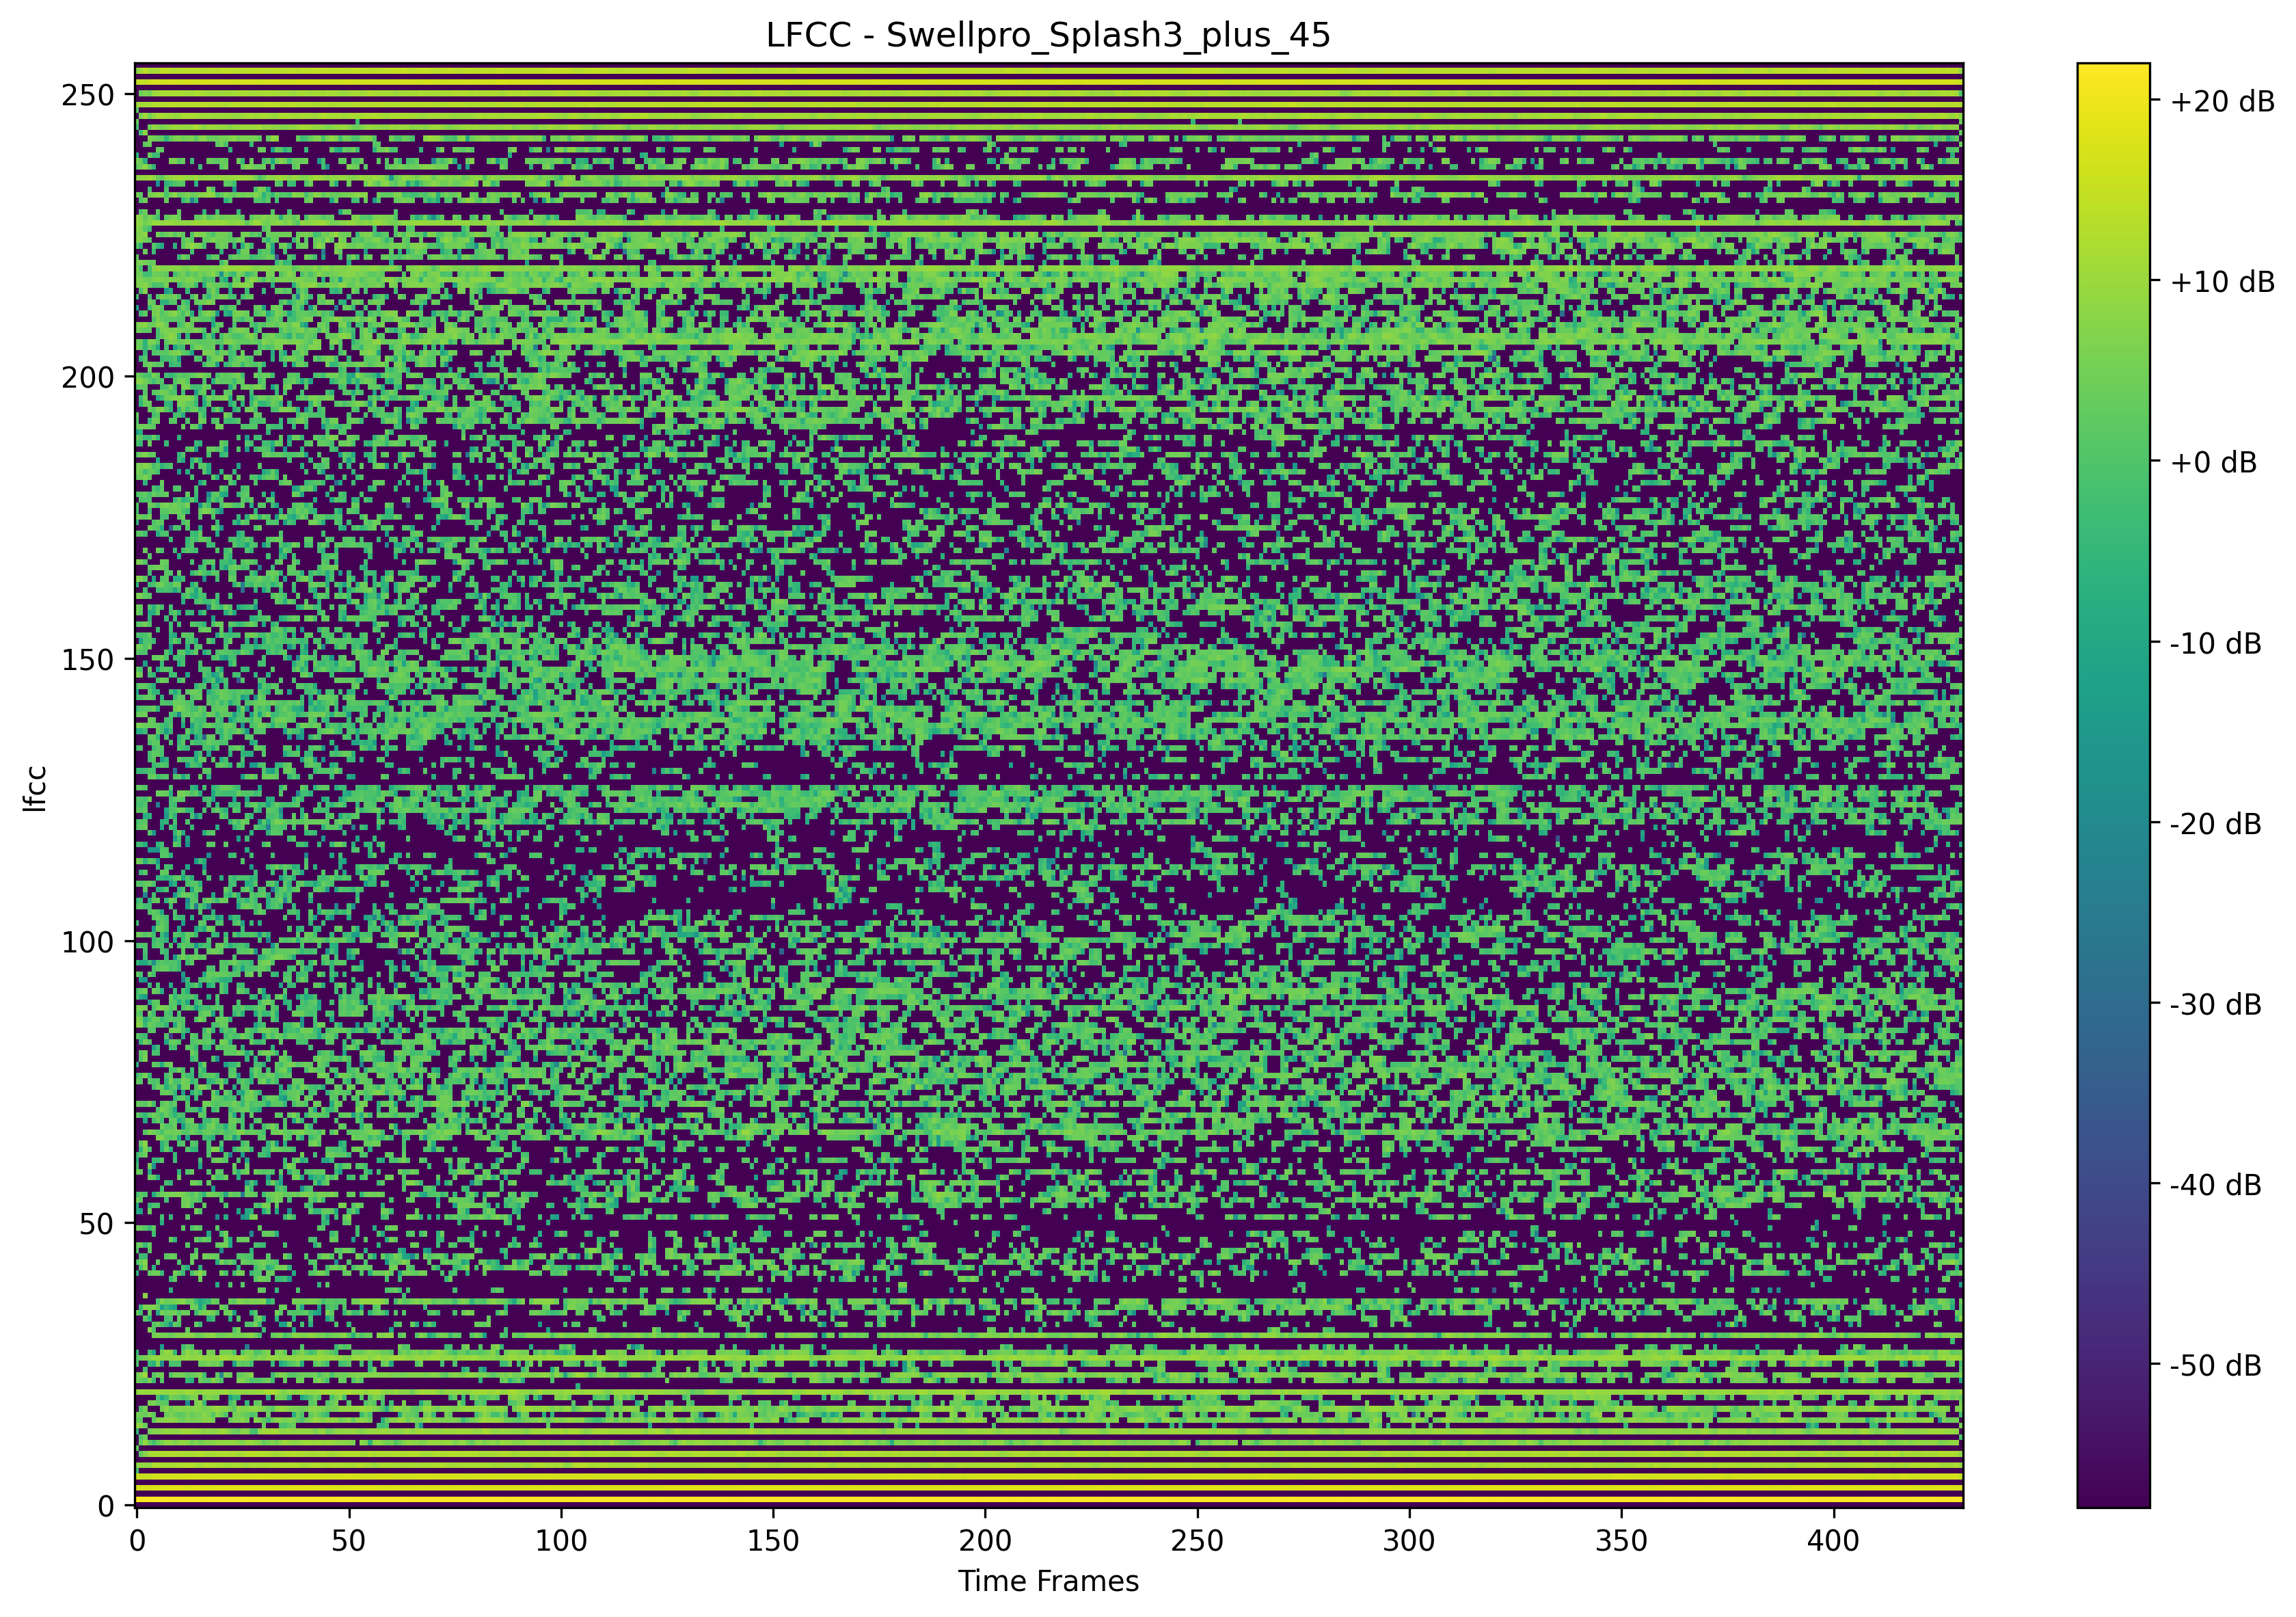 LFCC - Swellpro_Splash3_plus_45
250
200
150
100
50
0
lfcc
0 50 100 150 200 250 300 350 400
Time Frames
+20 dB
+10 dB
+0 dB
-10 dB
-20 dB
-30 dB
-40 dB
-50 dB